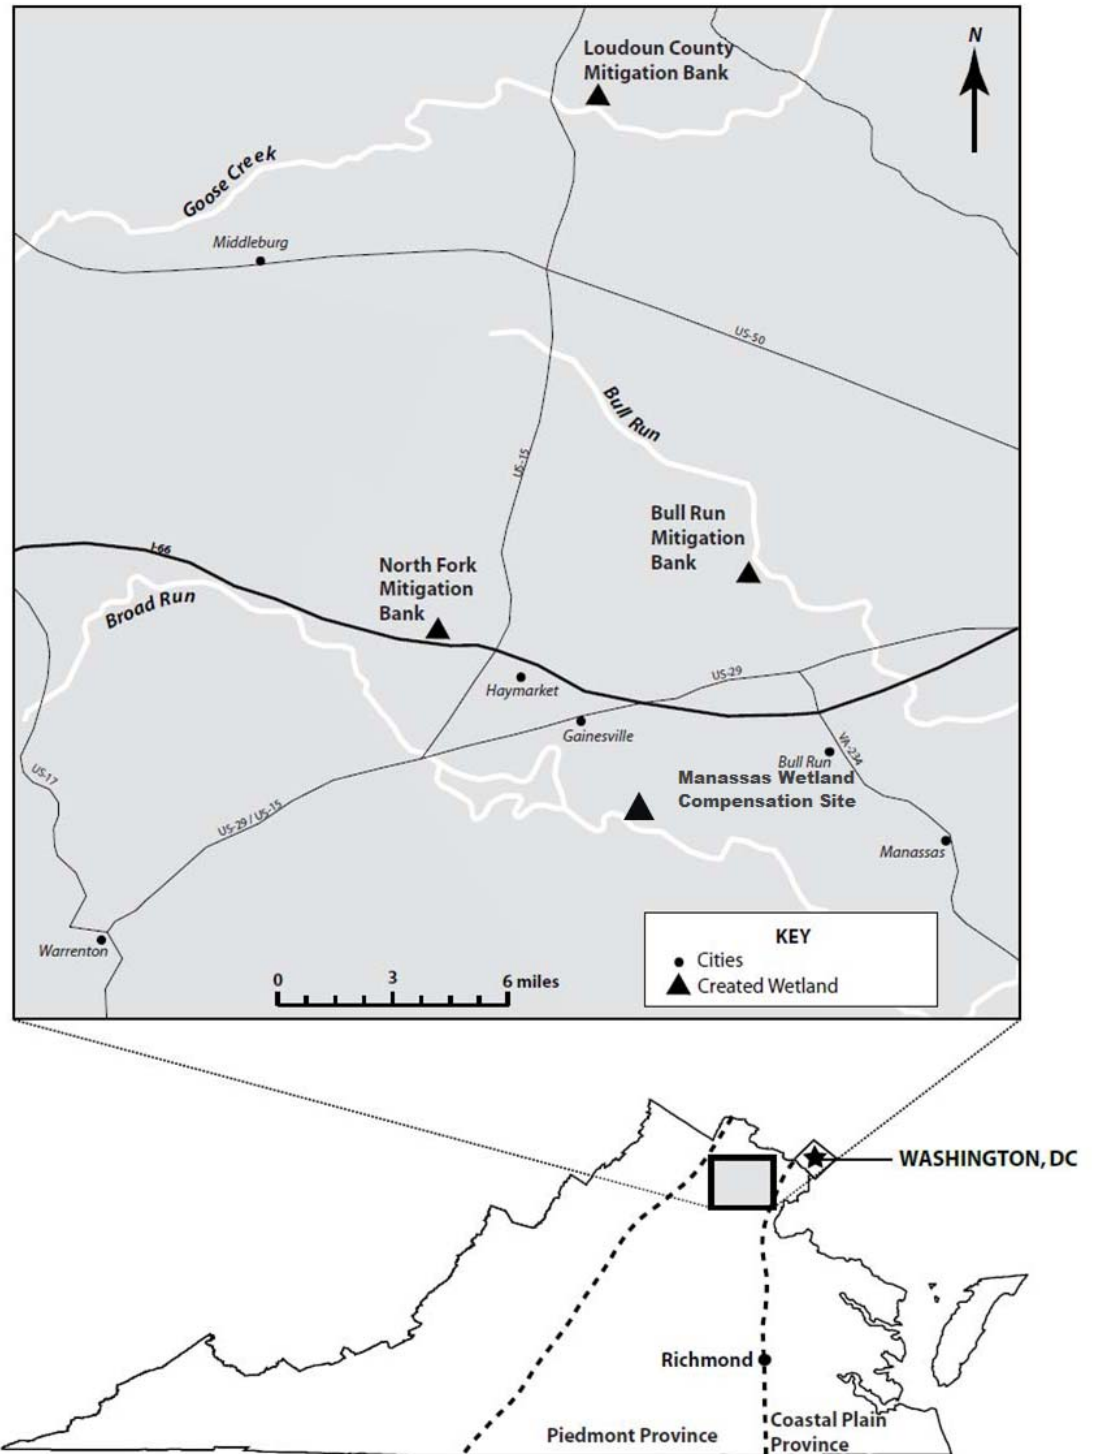 Loudoun County
Mitigation Bank
N
Goose Creek
Middleburg
US-50
Bull Run
US-15
Bull Run
Mitigation
Bank
I-66
North Fork
Mitigation
Bank
Broad Run
US-29
Haymarket
Gainesville
VA-234
Bull Run
US-17
Manassas Wetland
Compensation Site
US-29 / US-15
Manassas
Warrenton
KEY
Cities
Created Wetland
0 3 6 miles
WASHINGTON, DC
Richmond
Piedmont Province
Coastal Plain
Province